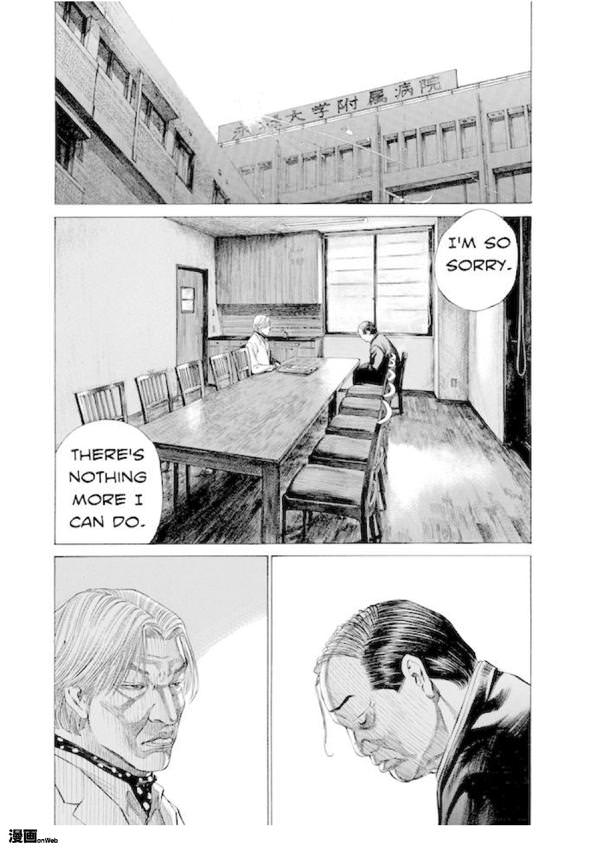 大学附属病院
I'M SO
SORRY.
THERE'S
NOTHING
MORE I
CAN DO.
漫画onWeb